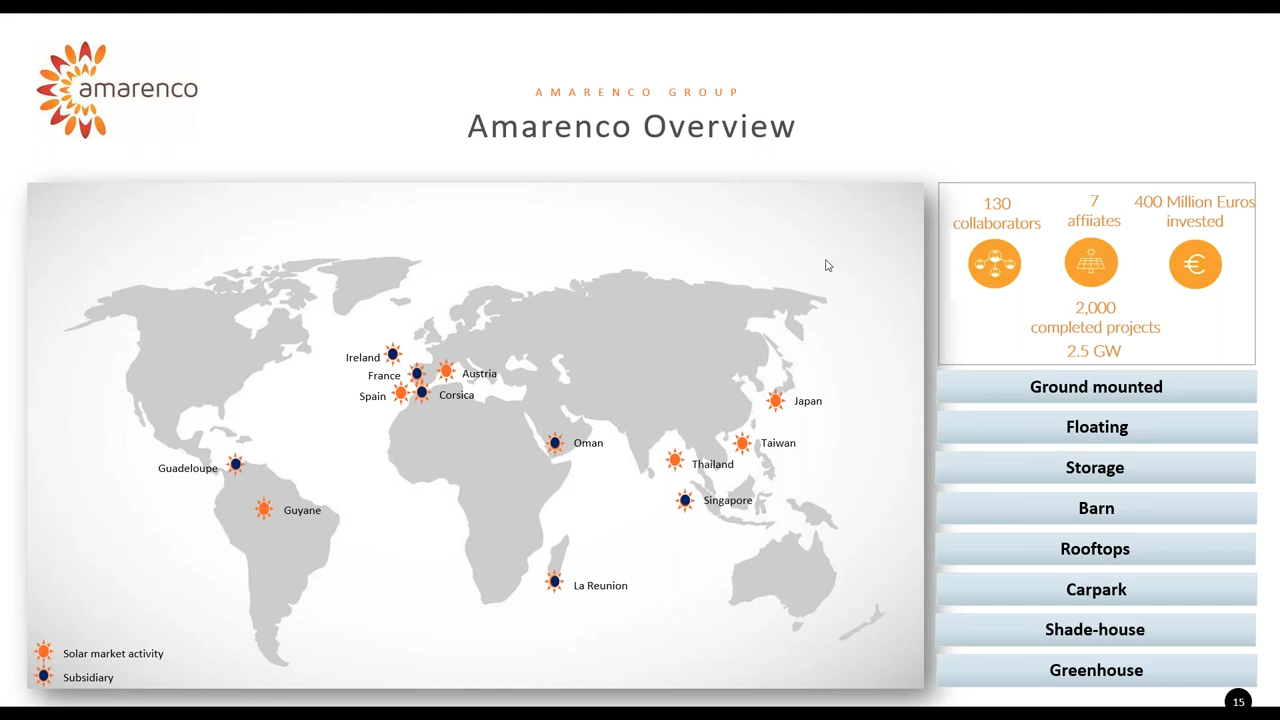 amarenco
AMARENCO GROUP
Amarenco Overview
130
collaborators
7
affiiates
400 Million Euros
invested
2,000
completed projects
2.5 GW
Ground mounted
Floating
Storage
Barn
Rooftops
Carpark
Shade-house
Greenhouse
Ireland
France
Austria
Spain
Corsica
Japan
Oman
Taiwan
Guadeloupe
Thailand
Singapore
Guyane
La Reunion
Solar market activity
Subsidiary
15